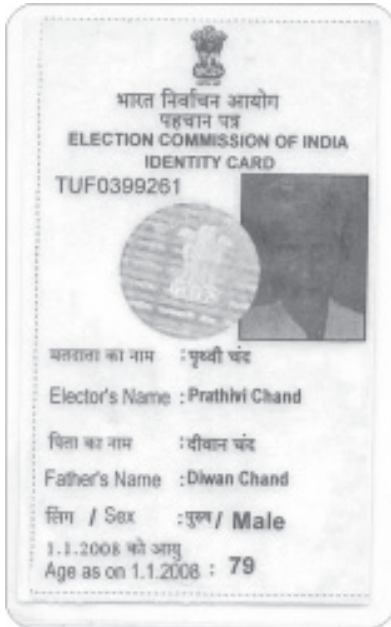 भारत निर्वाचन आयोग
पहचान पत्र
ELECTION COMMISSION OF INDIA
IDENTITY CARD
TUF0399261
मतदाता का नाम : पृथ्वी चंद
Elector's Name : Prathivi Chand
पिता का नाम : दीवान चंद
Father's Name : Diwan Chand
लिंग / Sex : पुरुष / Male
1.1.2008 को आयु
Age as on 1.1.2008 : 79